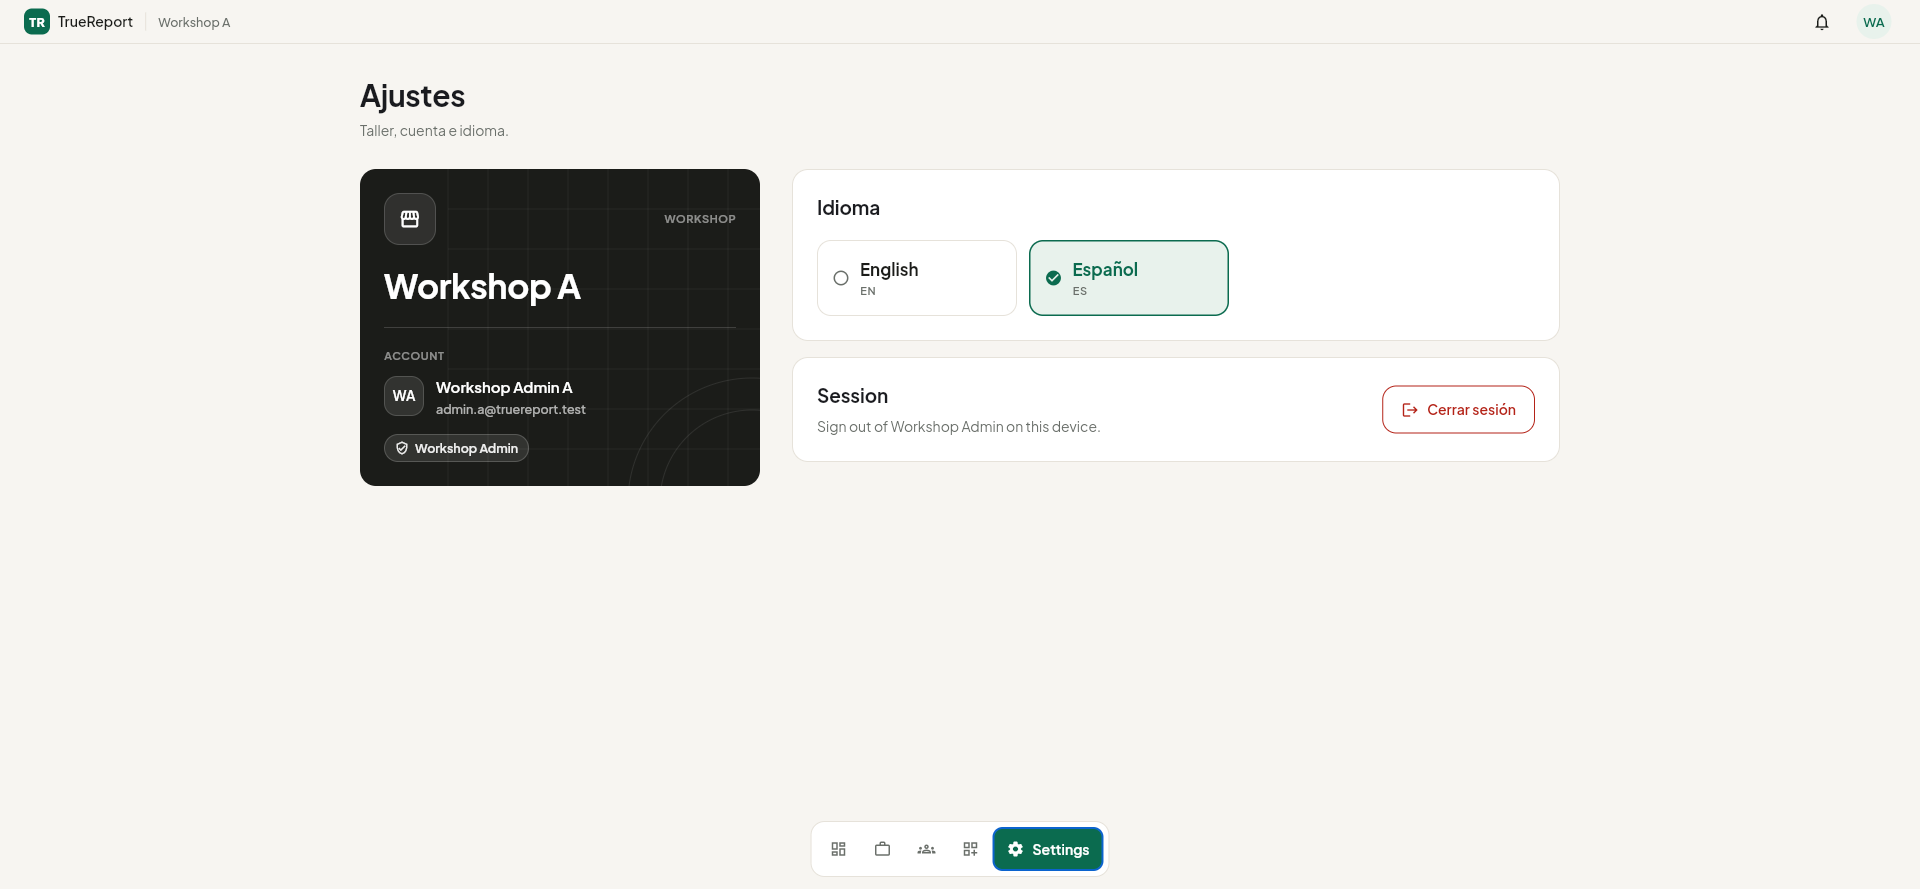 TR TrueReport Workshop A WA
Ajustes
Taller, cuenta e idioma.
WORKSHOP
Workshop A
ACCOUNT
WA Workshop Admin A
admin.a@truereport.test
Workshop Admin
Idioma
English
EN
Español
ES
Session
Sign out of Workshop Admin on this device.
Cerrar sesión
Settings